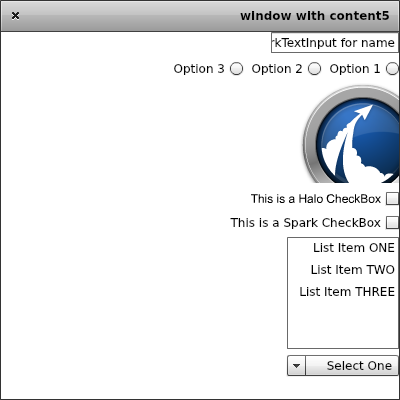 window with content5
rkTextInput for name
Option 3 Option 2 Option 1
This is a Halo CheckBox
This is a Spark CheckBox
List Item ONE
List Item TWO
List Item THREE
Select One